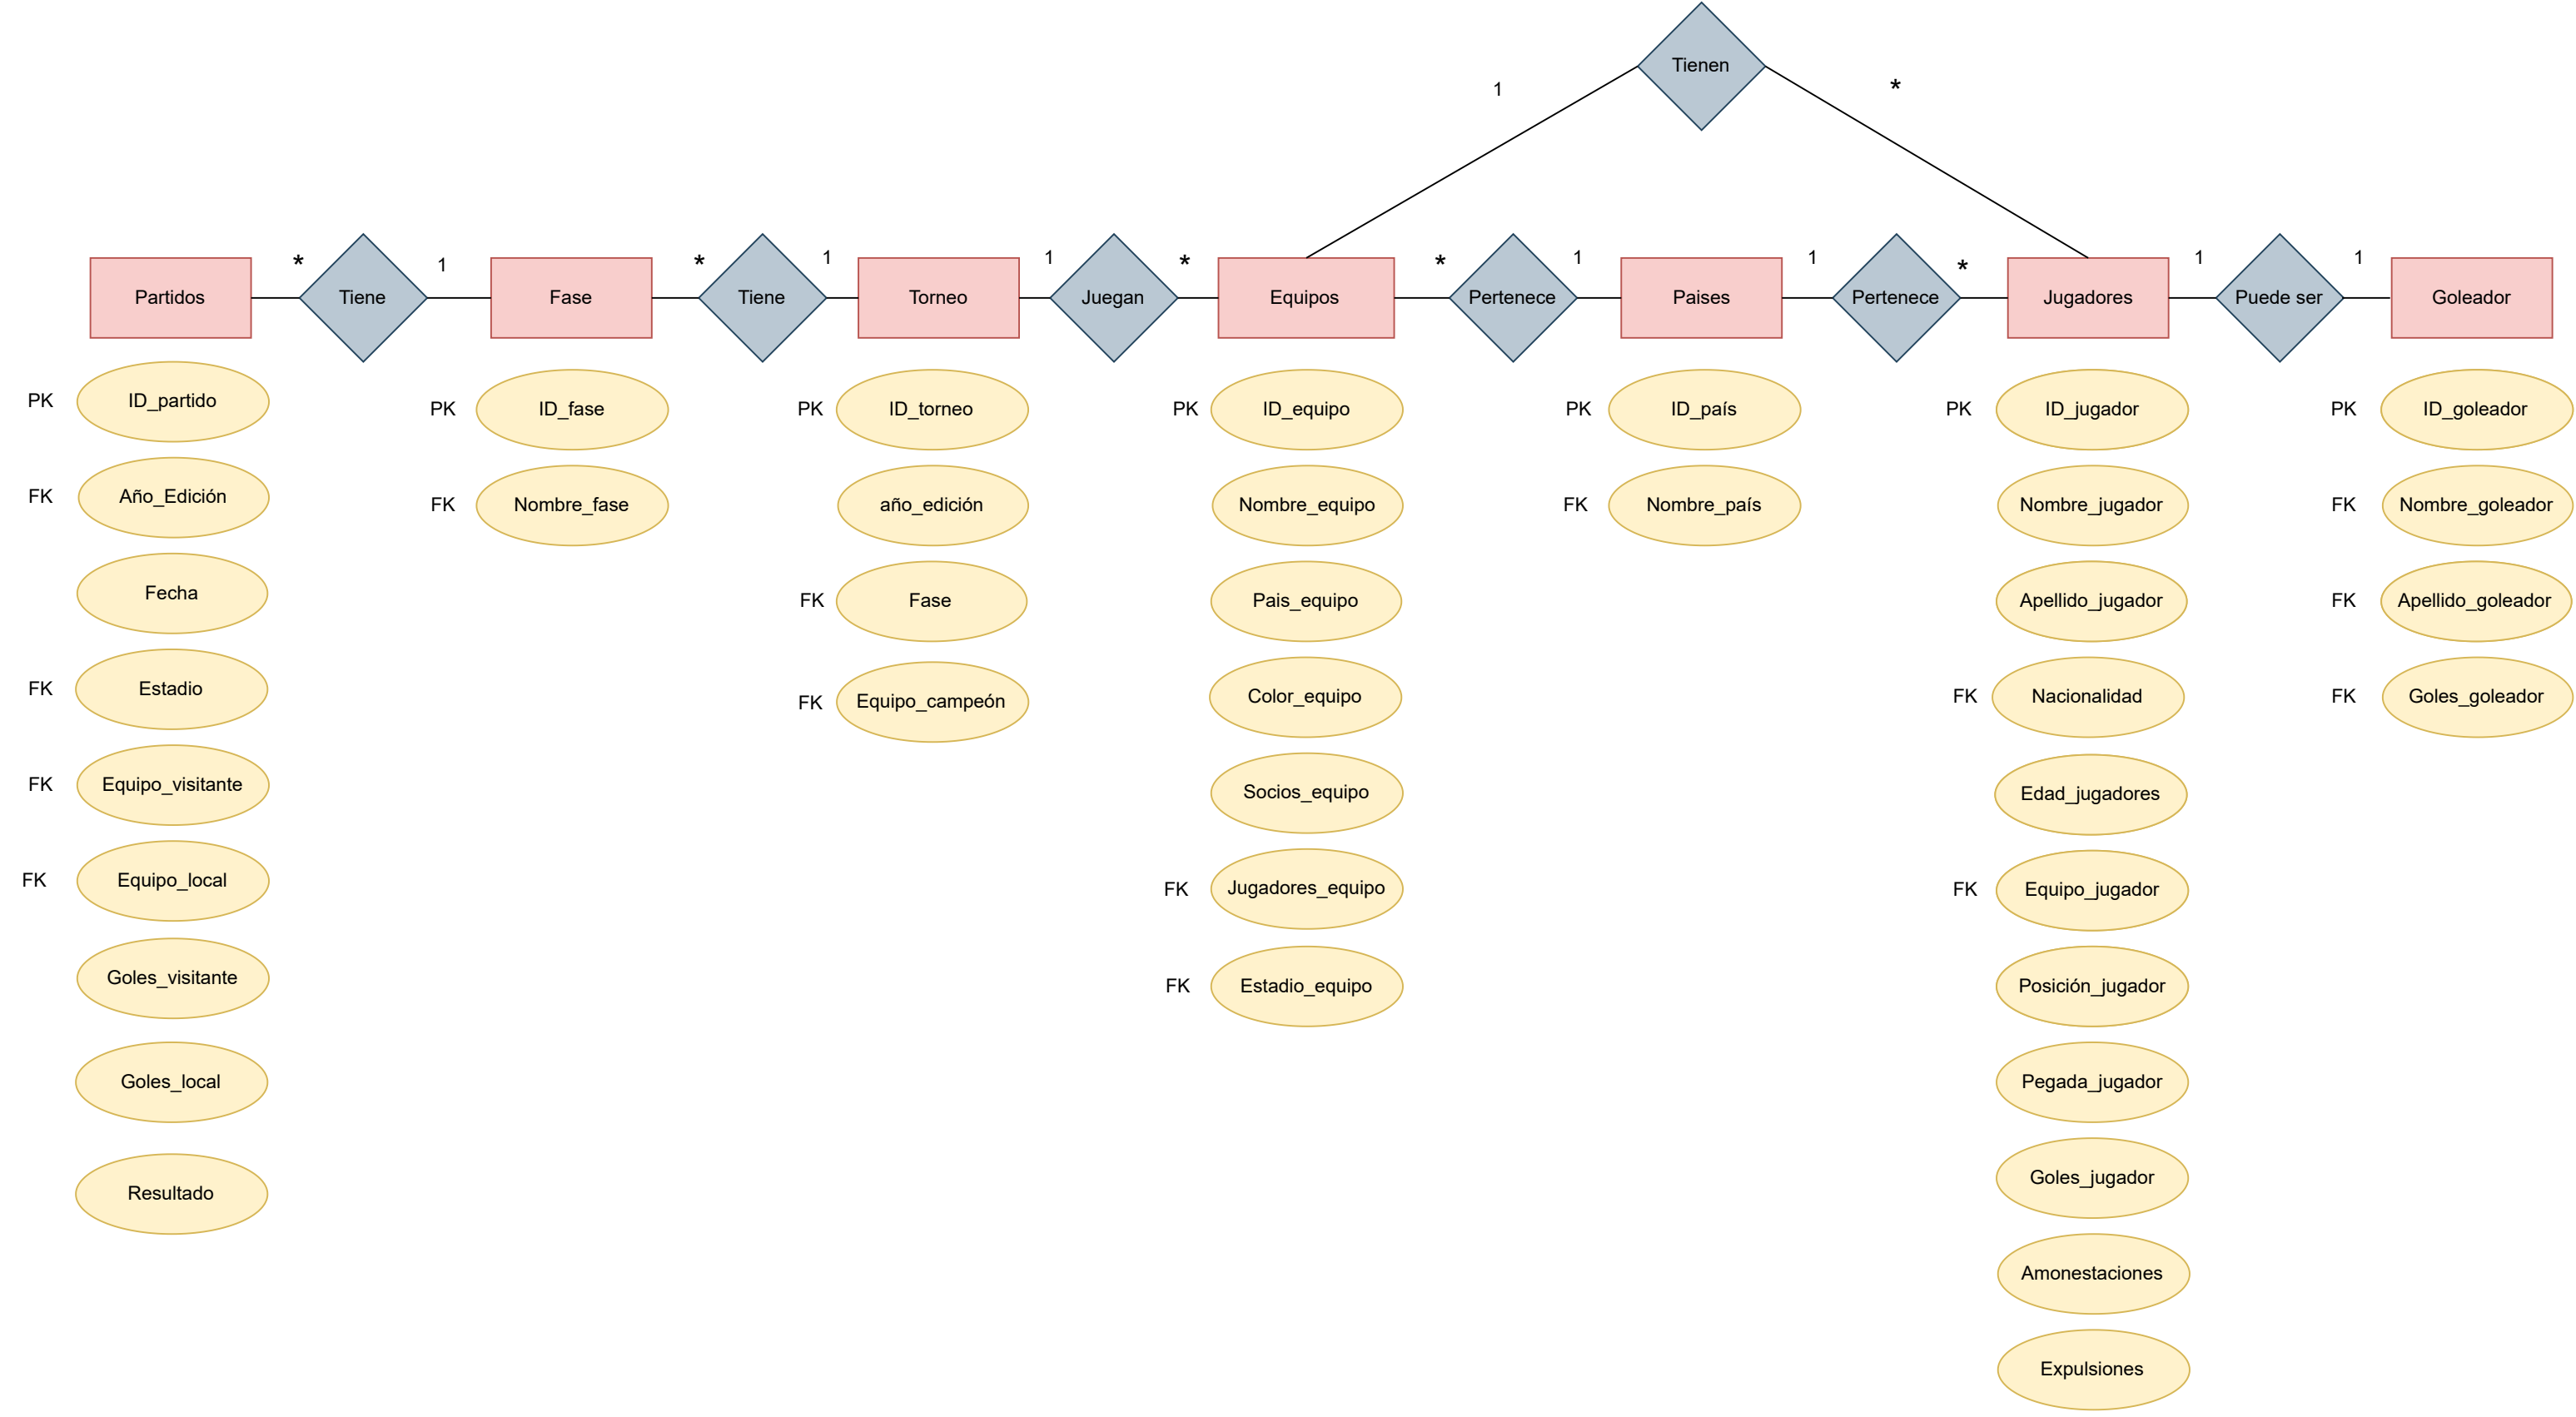 Tienen
1
*
Partidos
*
Tiene
1
Fase
*
Tiene
1
Torneo
1
Juegan
*
Equipos
*
Pertenece
1
Paises
1
Pertenece
*
Jugadores
1
Puede ser
1
Goleador
PK
ID_partido
FK
Año_Edición
Fecha
FK
Estadio
FK
Equipo_visitante
FK
Equipo_local
Goles_visitante
Goles_local
Resultado
PK
ID_fase
FK
Nombre_fase
PK
ID_torneo
año_edición
FK
Fase
FK
Equipo_campeón
PK
ID_equipo
Nombre_equipo
Pais_equipo
Color_equipo
Socios_equipo
FK
Jugadores_equipo
FK
Estadio_equipo
PK
ID_país
FK
Nombre_país
PK
ID_jugador
Nombre_jugador
Apellido_jugador
FK
Nacionalidad
Edad_jugadores
FK
Equipo_jugador
Posición_jugador
Pegada_jugador
Goles_jugador
Amonestaciones
Expulsiones
PK
ID_goleador
FK
Nombre_goleador
FK
Apellido_goleador
FK
Goles_goleador